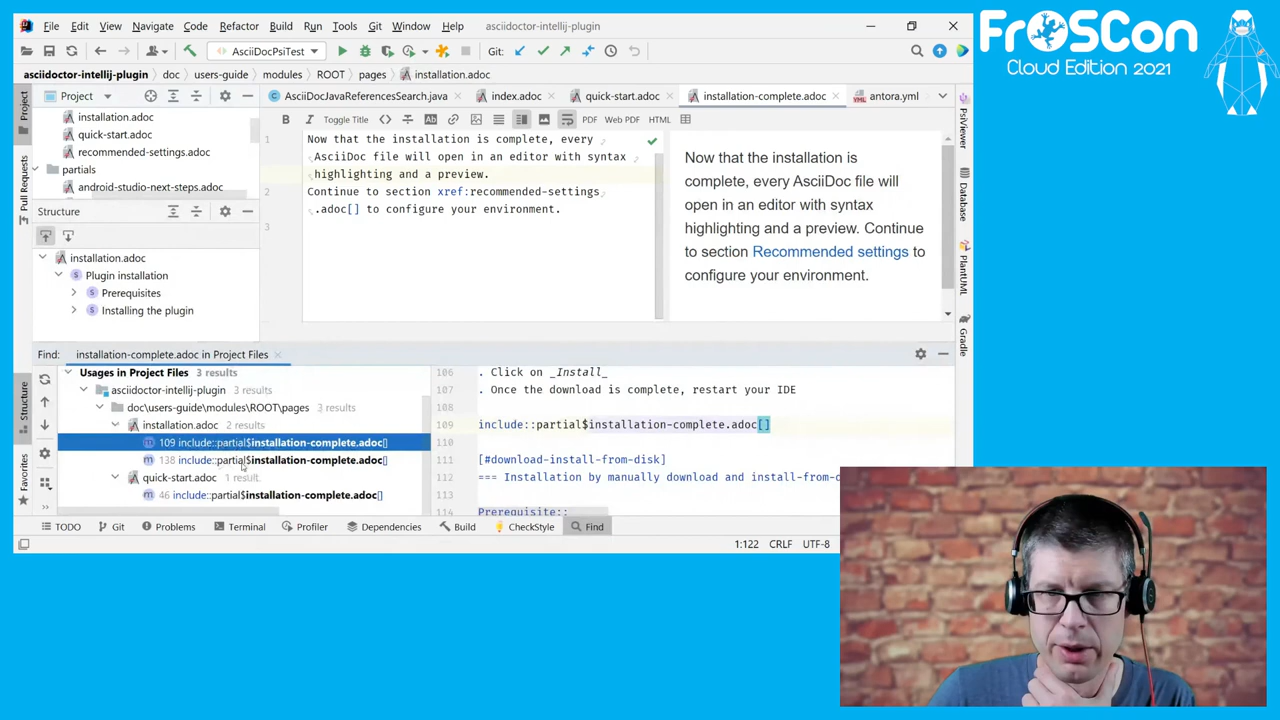 File Edit View Navigate Code Refactor Build Run Tools Git Window Help asciidoctor-intellij-plugin
AsciiDocPsiTest Git:
asciidoctor-intellij-plugin doc users-guide modules ROOT pages installation.adoc
Project
AsciiDocJavaReferencesSearch.java index.adoc quick-start.adoc installation-complete.adoc antora.yml
installation.adoc
quick-start.adoc
recommended-settings.adoc
partials
android-studio-next-steps.adoc
B I Toggle Title <> Ab PDF Web PDF HTML
1 Now that the installation is complete, every
AsciiDoc file will open in an editor with syntax
highlighting and a preview.
2 Continue to section xref:recommended-settings
.adoc[] to configure your environment.
3
Now that the installation is
complete, every AsciiDoc file will
open in an editor with syntax
highlighting and a preview. Continue
to section Recommended settings to
configure your environment.
Structure
installation.adoc
Plugin installation
Prerequisites
Installing the plugin
Project
Pull Requests
Structure
Favorites
PsiViewer
Database
PlantUML
Gradle
Find: installation-complete.adoc in Project Files
Usages in Project Files 3 results
asciidoctor-intellij-plugin 3 results
doc\users-guide\modules\ROOT\pages 3 results
installation.adoc 2 results
109 include::partial$installation-complete.adoc[]
138 include::partial$installation-complete.adoc[]
quick-start.adoc 1 result
46 include::partial$installation-complete.adoc[]
106 . Click on _Install_
107 . Once the download is complete, restart your IDE
108
109 include::partial$installation-complete.adoc[]
110
111 [#download-install-from-disk]
112 === Installation by manually download and install-from-d
113
114 Prerequisite::
TODO Git Problems Terminal Profiler Dependencies Build CheckStyle Find
1:122 CRLF UTF-8
FrOSCon
Cloud Edition 2021